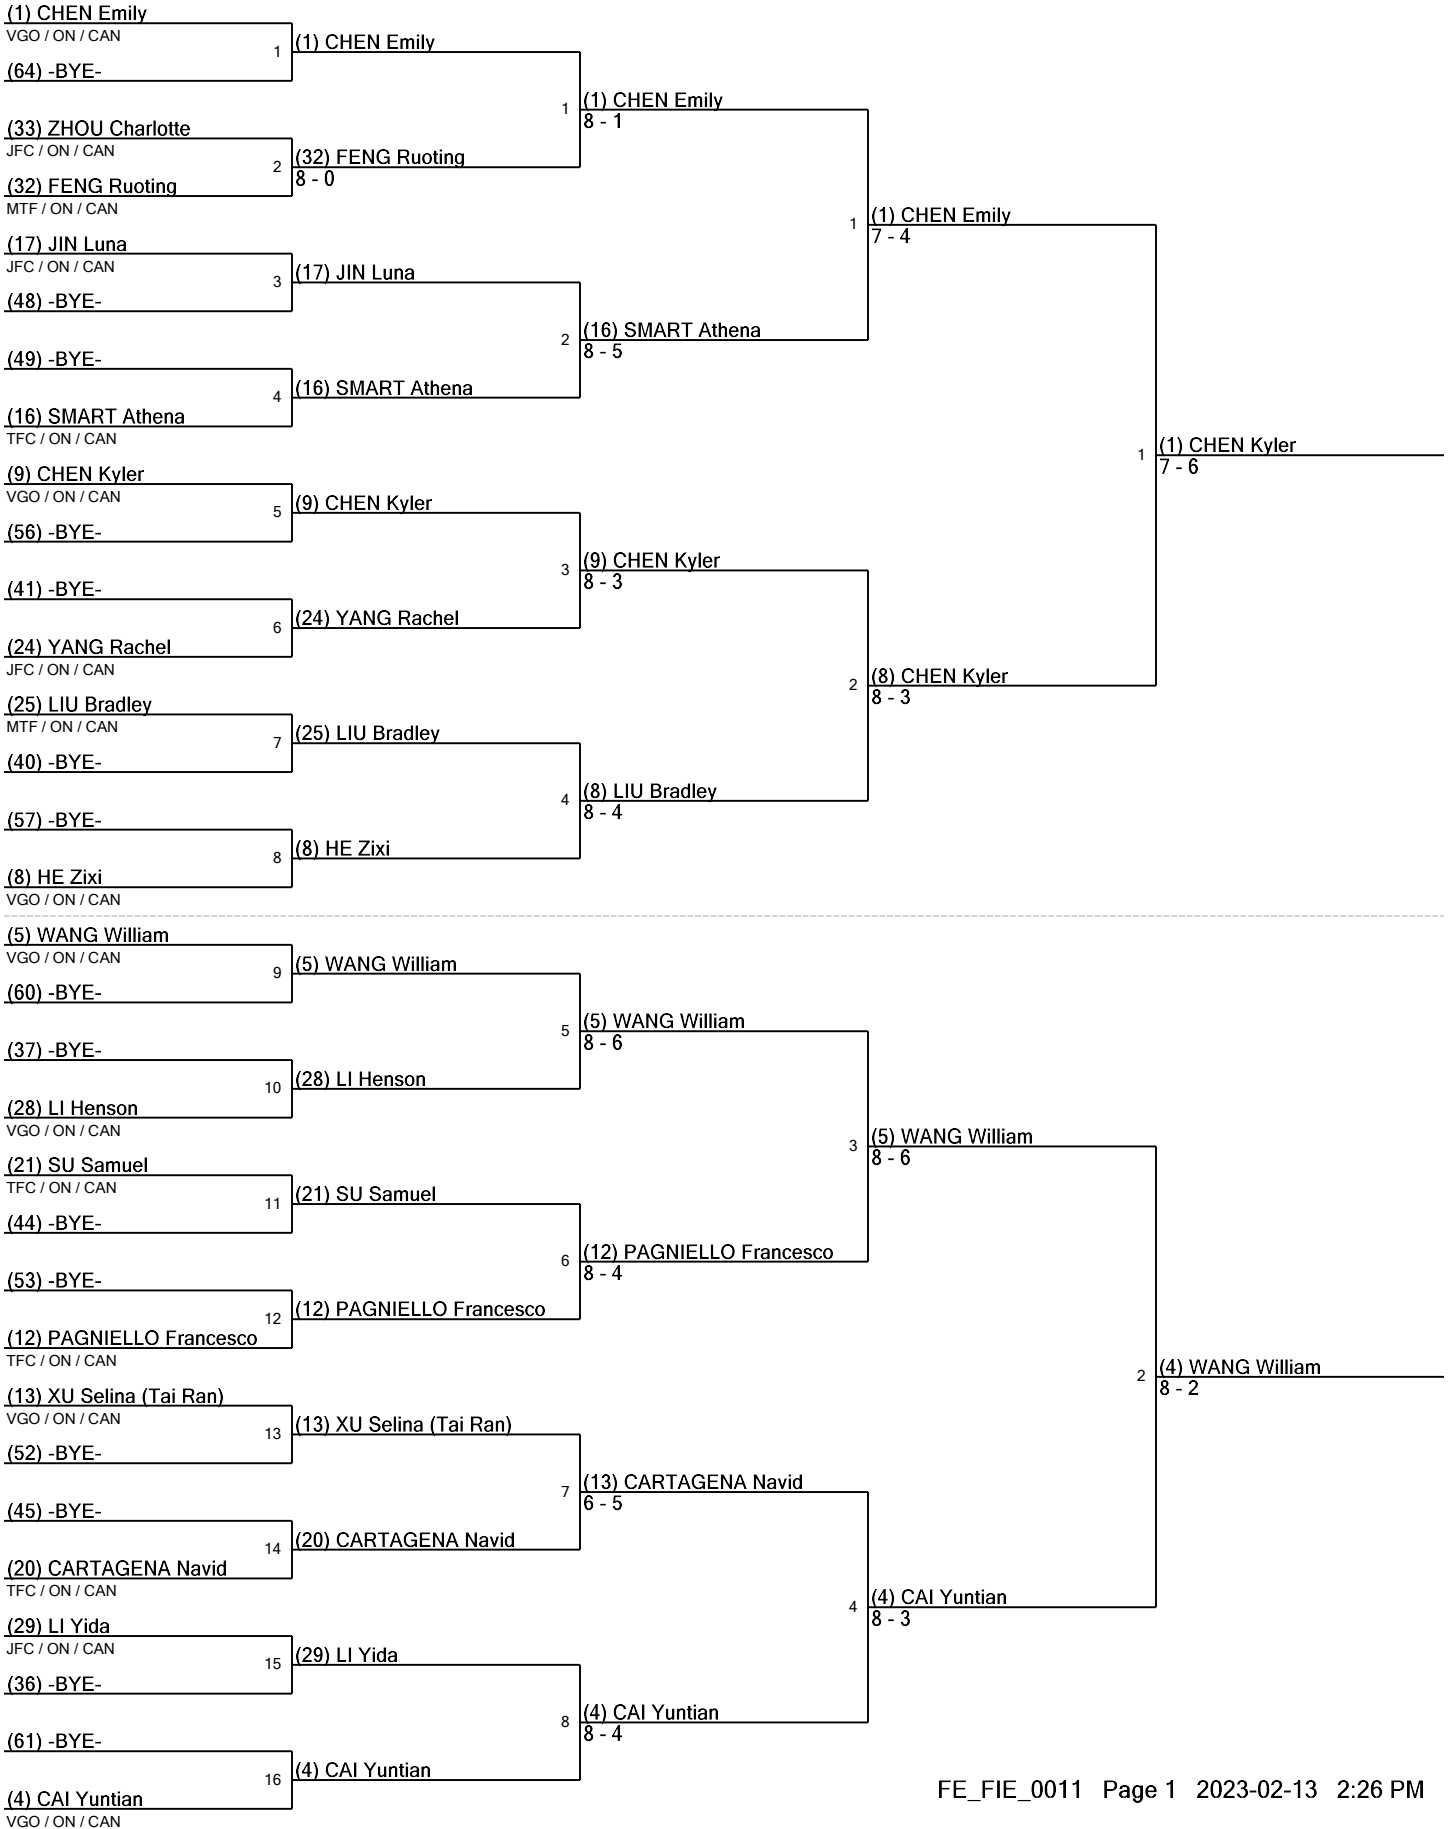 (1) CHEN Emily
VGO / ON / CAN
1
(64) -BYE-
(33) ZHOU Charlotte
JFC / ON / CAN
2
(32) FENG Ruoting
MTF / ON / CAN
(17) JIN Luna
JFC / ON / CAN
3
(48) -BYE-
(49) -BYE-
4
(16) SMART Athena
TFC / ON / CAN
(9) CHEN Kyler
VGO / ON / CAN
5
(56) -BYE-
(41) -BYE-
6
(24) YANG Rachel
JFC / ON / CAN
(25) LIU Bradley
MTF / ON / CAN
7
(40) -BYE-
(57) -BYE-
8
(8) HE Zixi
VGO / ON / CAN
(5) WANG William
VGO / ON / CAN
9
(60) -BYE-
(37) -BYE-
10
(28) LI Henson
VGO / ON / CAN
(21) SU Samuel
TFC / ON / CAN
11
(44) -BYE-
(53) -BYE-
12
(12) PAGNIELLO Francesco
TFC / ON / CAN
(13) XU Selina (Tai Ran)
VGO / ON / CAN
13
(52) -BYE-
(45) -BYE-
14
(20) CARTAGENA Navid
TFC / ON / CAN
(29) LI Yida
JFC / ON / CAN
15
(36) -BYE-
(61) -BYE-
16
(4) CAI Yuntian
VGO / ON / CAN
(1) CHEN Emily
1
(32) FENG Ruoting
8 - 0
(17) JIN Luna
2
(16) SMART Athena
(9) CHEN Kyler
3
(24) YANG Rachel
(25) LIU Bradley
4
(8) HE Zixi
(5) WANG William
5
(28) LI Henson
(21) SU Samuel
6
(12) PAGNIELLO Francesco
(13) XU Selina (Tai Ran)
7
(20) CARTAGENA Navid
(29) LI Yida
8
(4) CAI Yuntian
(1) CHEN Emily
8 - 1
1
(16) SMART Athena
8 - 5
(9) CHEN Kyler
8 - 3
2
(8) LIU Bradley
8 - 4
(5) WANG William
8 - 6
3
(12) PAGNIELLO Francesco
8 - 4
(13) CARTAGENA Navid
6 - 5
4
(4) CAI Yuntian
8 - 4
(1) CHEN Emily
7 - 4
1
(8) CHEN Kyler
8 - 3
(5) WANG William
8 - 6
2
(4) CAI Yuntian
8 - 3
(1) CHEN Kyler
7 - 6
(4) WANG William
8 - 2
FE_FIE_0011 Page 1 2023-02-13 2:26 PM